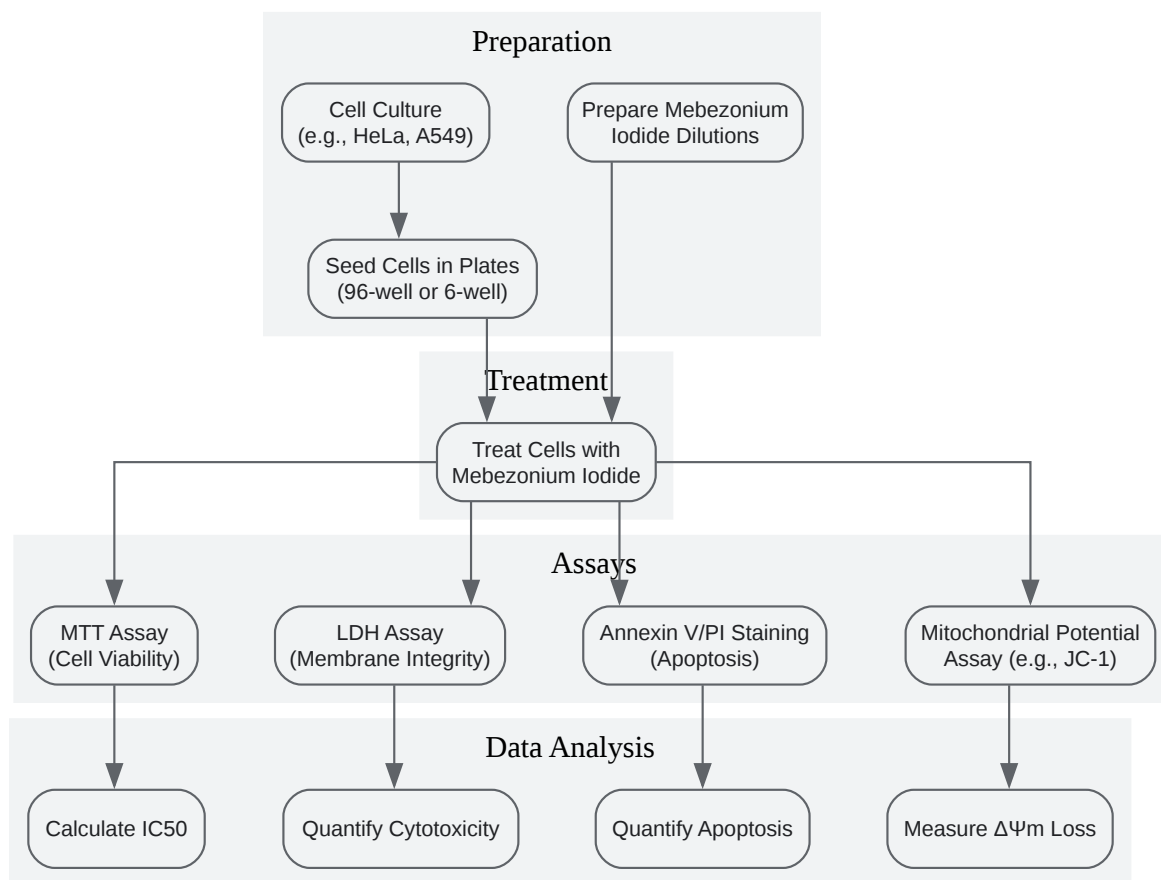 Preparation
Cell Culture
(e.g., HeLa, A549)
Prepare Mebezonium
Iodide Dilutions
Seed Cells in Plates
(96-well or 6-well)
Treatment
Treat Cells with
Mebezonium Iodide
Assays
MTT Assay
(Cell Viability)
LDH Assay
(Membrane Integrity)
Annexin V/PI Staining
(Apoptosis)
Mitochondrial Potential
Assay (e.g., JC-1)
Data Analysis
Calculate IC50
Quantify Cytotoxicity
Quantify Apoptosis
Measure ΔΨm Loss